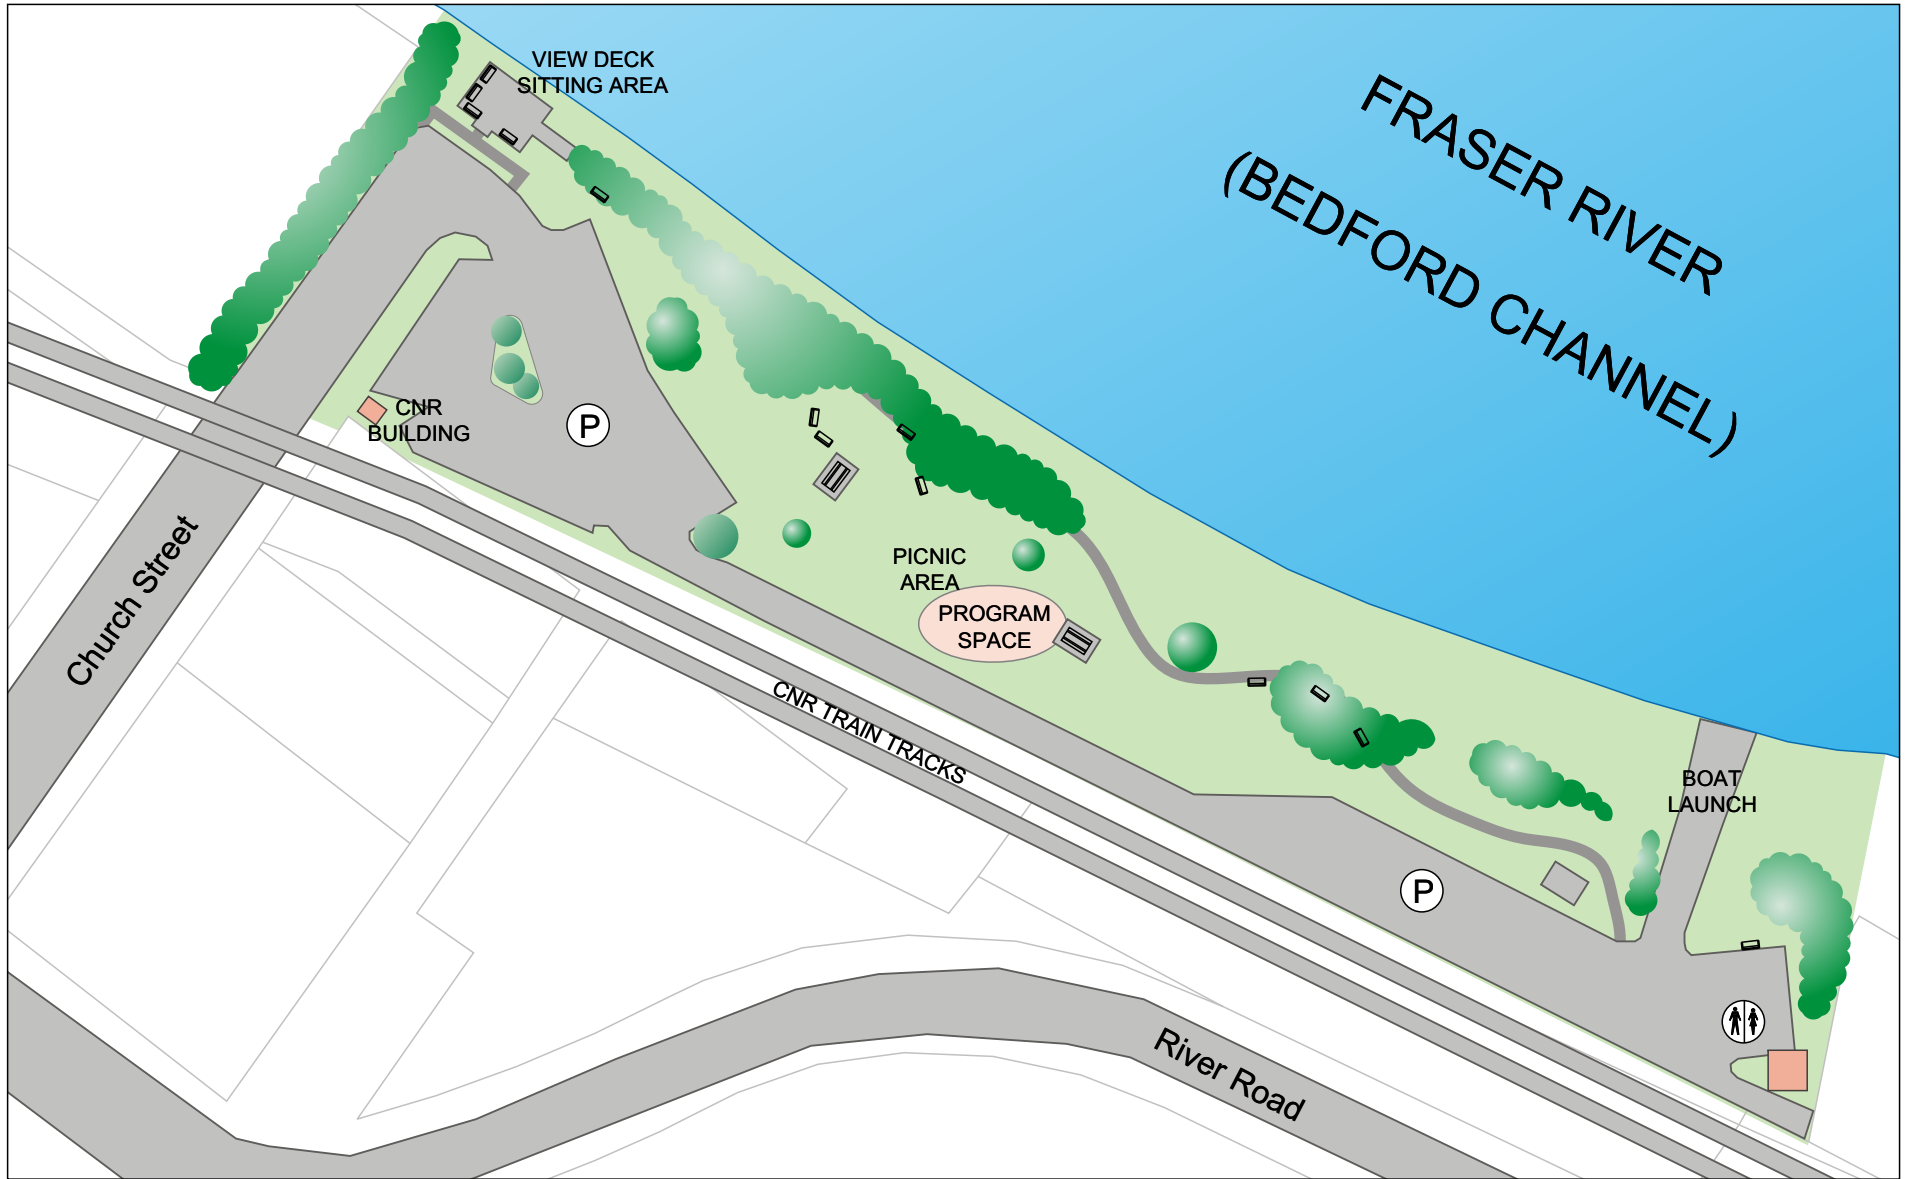 VIEW DECK
SITTING AREA
FRASER RIVER
(BEDFORD CHANNEL)
CNR
BUILDING
P
Church Street
PICNIC
AREA
PROGRAM
SPACE
CNR TRAIN TRACKS
BOAT
LAUNCH
P
River Road